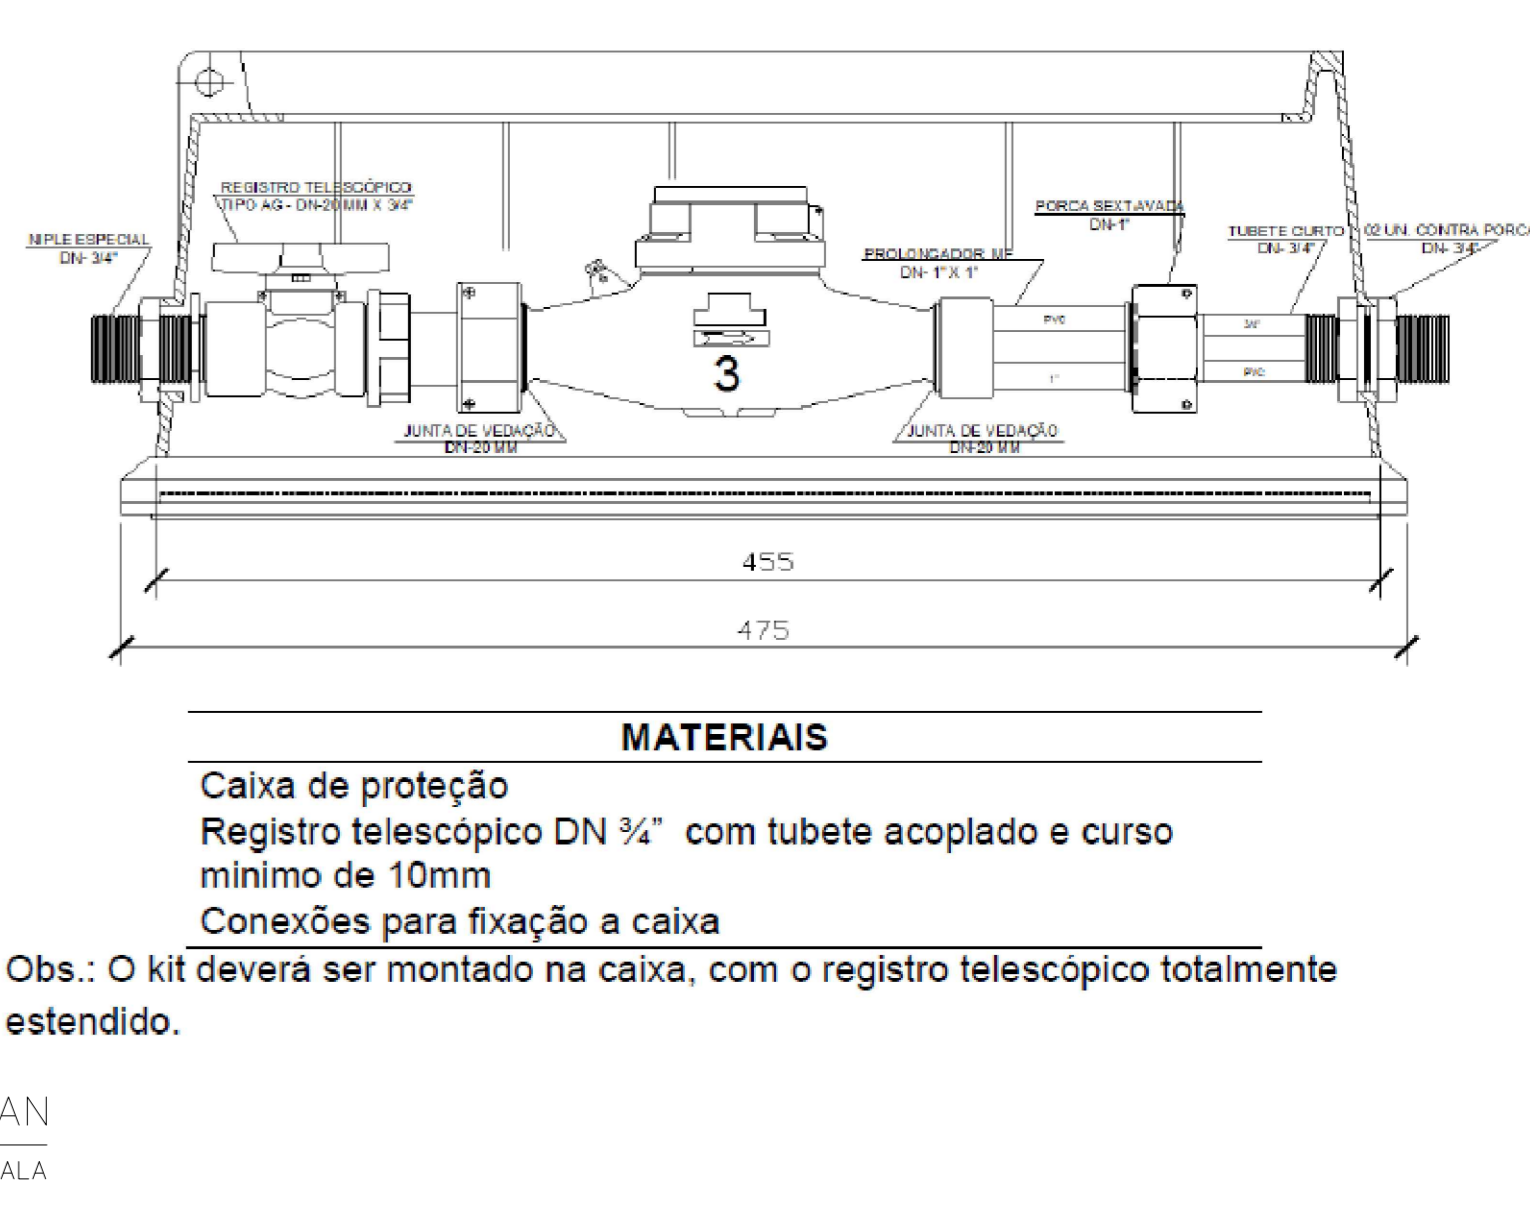 REGISTRO TELESCÓPICO
TIPO AG - DN-20 MM X 3/4"
NIPLE ESPECIAL
DN- 3/4"
PORCA SEXTAVADA
DN-1"
TUBETE CURTO
DN- 3/4"
02 UN. CONTRA PORCA
DN- 3/4"
PROLONGADOR MF
DN- 1" X 1"
PVC
1"
3/4"
PVC
3
JUNTA DE VEDAÇÃO
DN-20 MM
JUNTA DE VEDAÇÃO
DN-20 MM
455
475
MATERIAIS
Caixa de proteção
Registro telescópico DN ¾” com tubete acoplado e curso
minimo de 10mm
Conexões para fixação a caixa
Obs.: O kit deverá ser montado na caixa, com o registro telescópico totalmente
estendido.
AN
ALA